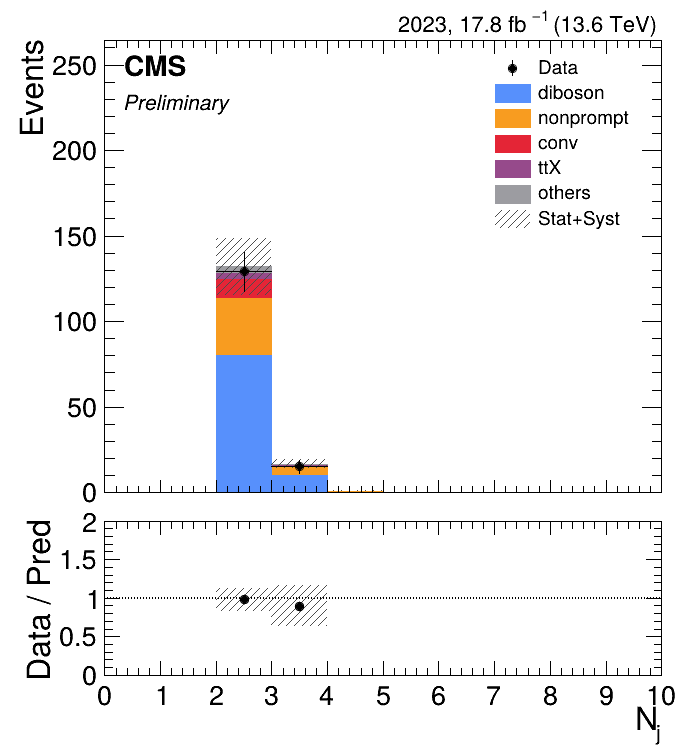 2023, 17.8 fb⁻¹ (13.6 TeV)
CMS
Preliminary
Events
250
200
150
100
50
0
Data
diboson
nonprompt
conv
ttX
others
Stat+Syst
Data / Pred
2
1.5
1
0.5
0
0 1 2 3 4 5 6 7 8 9 10
N_j